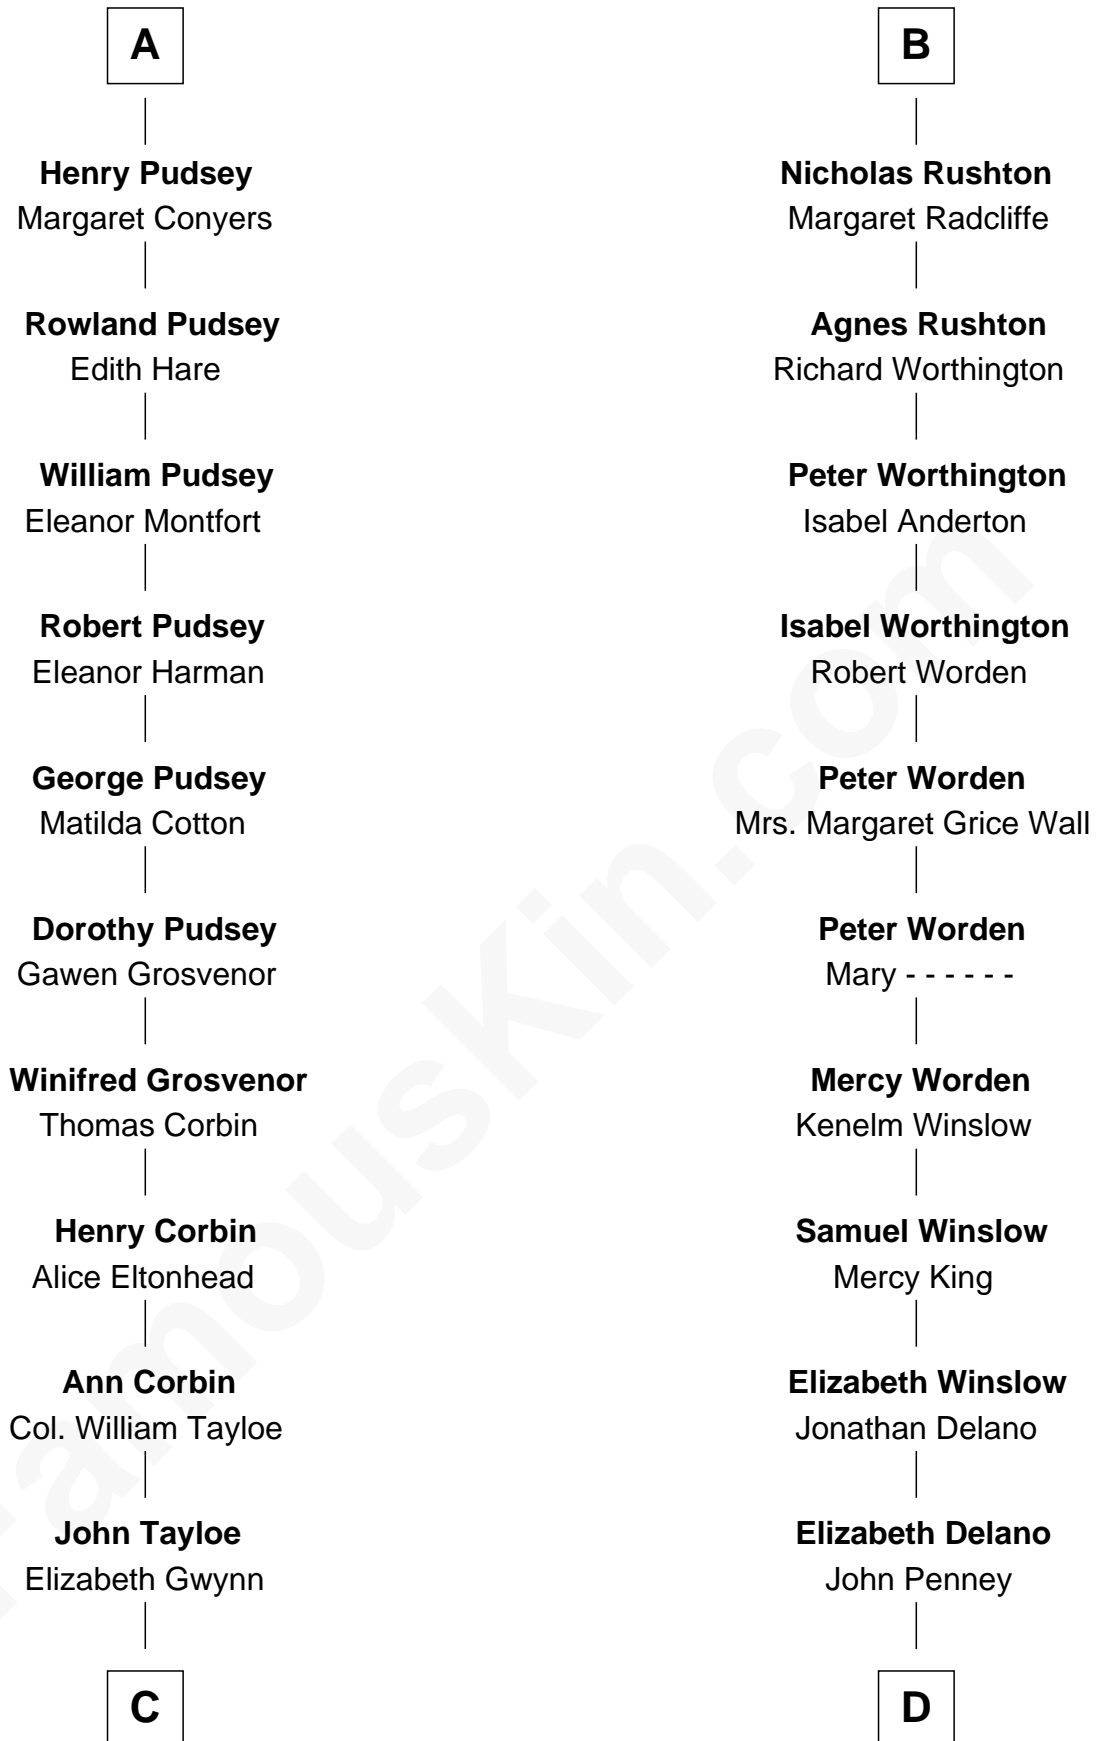 A
Henry Pudsey
Margaret Conyers
Rowland Pudsey
Edith Hare
William Pudsey
Eleanor Montfort
Robert Pudsey
Eleanor Harman
George Pudsey
Matilda Cotton
Dorothy Pudsey
Gawen Grosvenor
Winifred Grosvenor
Thomas Corbin
Henry Corbin
Alice Eltonhead
Ann Corbin
Col. William Tayloe
John Tayloe
Elizabeth Gwynn
C
B
Nicholas Rushton
Margaret Radcliffe
Agnes Rushton
Richard Worthington
Peter Worthington
Isabel Anderton
Isabel Worthington
Robert Worden
Peter Worden
Mrs. Margaret Grice Wall
Peter Worden
Mary - - - - - -
Mercy Worden
Kenelm Winslow
Samuel Winslow
Mercy King
Elizabeth Winslow
Jonathan Delano
Elizabeth Delano
John Penney
D
FamousKin.com